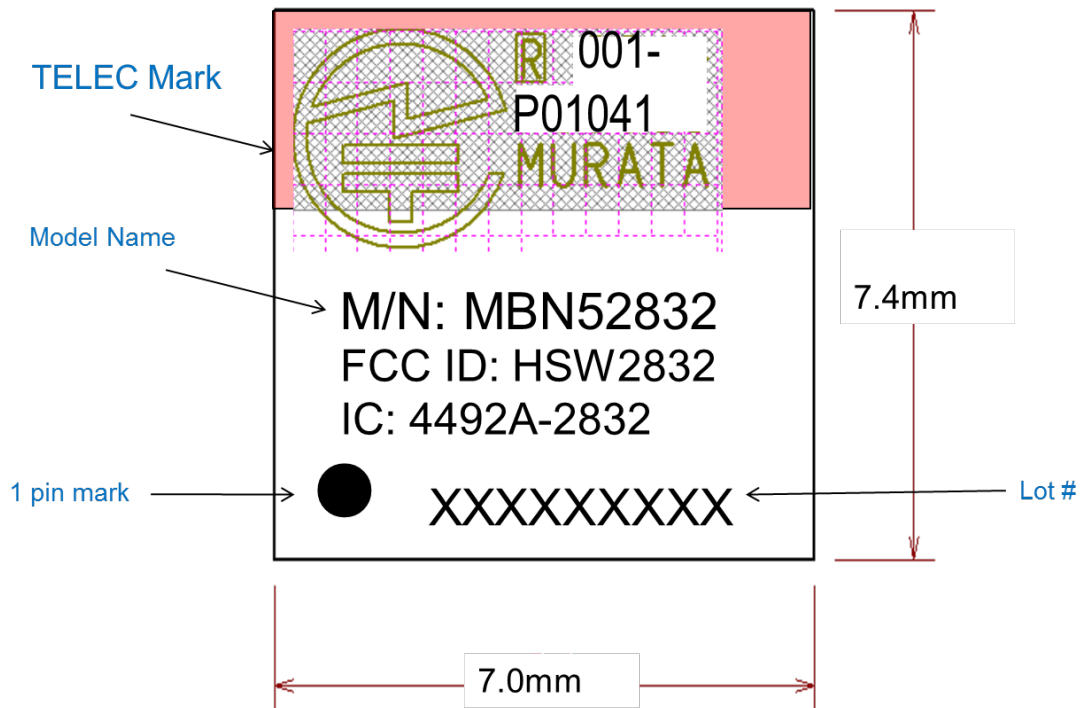 TELEC Mark
R 001-
P01041
MURATA
Model Name
7.4mm
M/N: MBN52832
FCC ID: HSW2832
IC: 4492A-2832
1 pin mark
XXXXXXXXX
Lot #
7.0mm